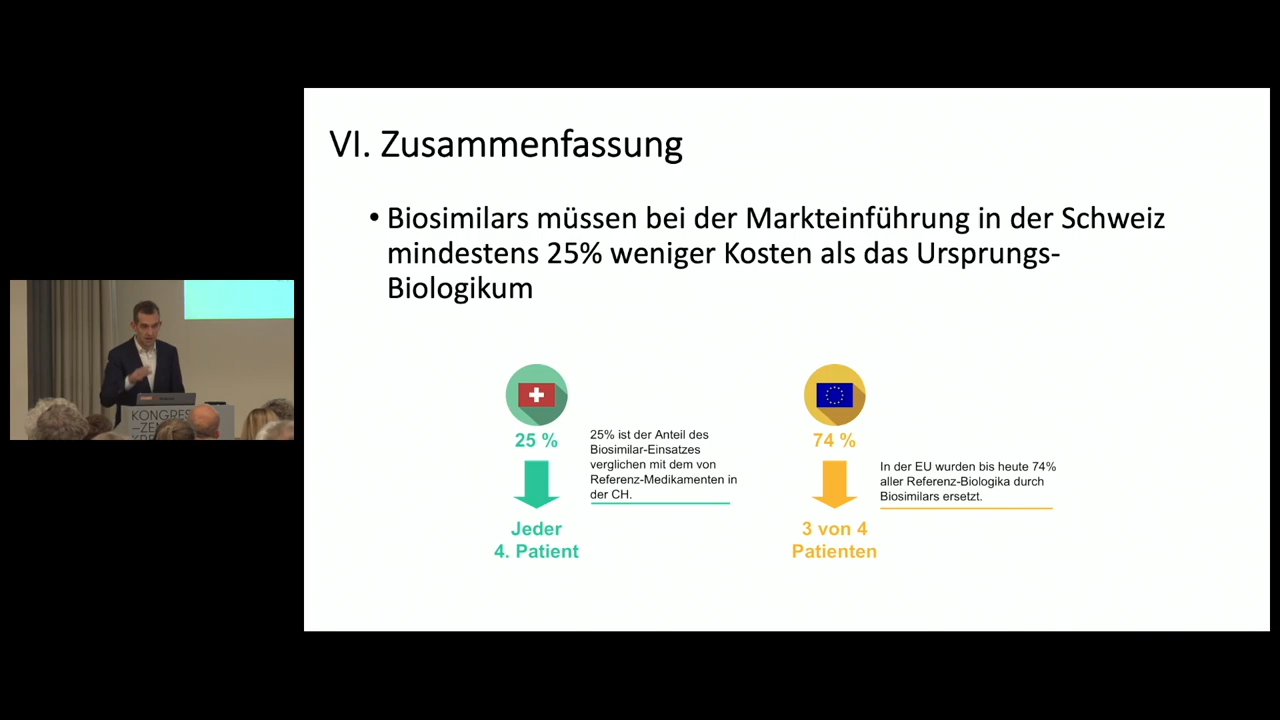 VI. Zusammenfassung
• Biosimilars müssen bei der Markteinführung in der Schweiz
mindestens 25% weniger Kosten als das Ursprungs-
Biologikum
25 %
25% ist der Anteil des
Biosimilar-Einsatzes
verglichen mit dem von
Referenz-Medikamenten in
der CH.
Jeder
4. Patient
74 %
In der EU wurden bis heute 74%
aller Referenz-Biologika durch
Biosimilars ersetzt.
3 von 4
Patienten
KONGRES
–ZEN